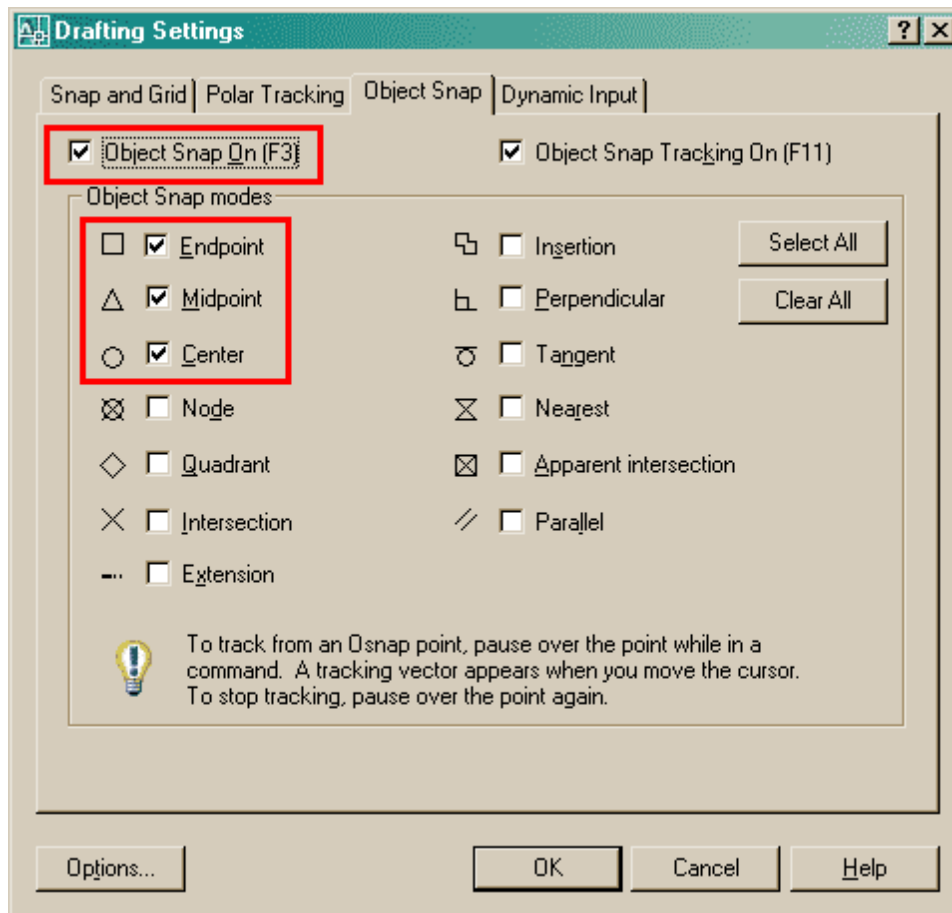 Drafting Settings
Snap and Grid Polar Tracking Object Snap Dynamic Input
Object Snap On (F3) Object Snap Tracking On (F11)
Object Snap modes
Endpoint Insertion Select All
Midpoint Perpendicular Clear All
Center Tangent
Node Nearest
Quadrant Apparent intersection
Intersection Parallel
Extension
To track from an Osnap point, pause over the point while in a
command. A tracking vector appears when you move the cursor.
To stop tracking, pause over the point again.
Options... OK Cancel Help